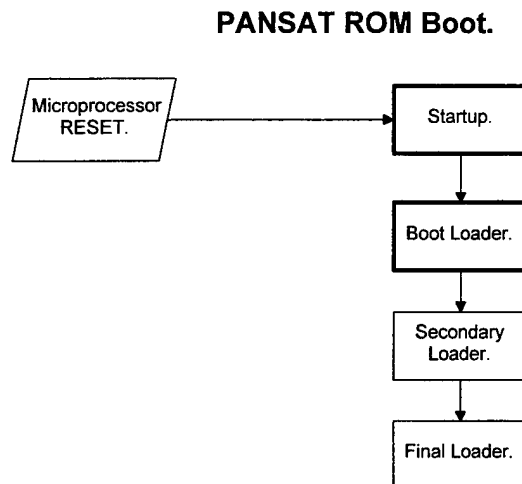 PANSAT ROM Boot.
Microprocessor
RESET.
Startup.
Boot Loader.
Secondary
Loader.
Final Loader.